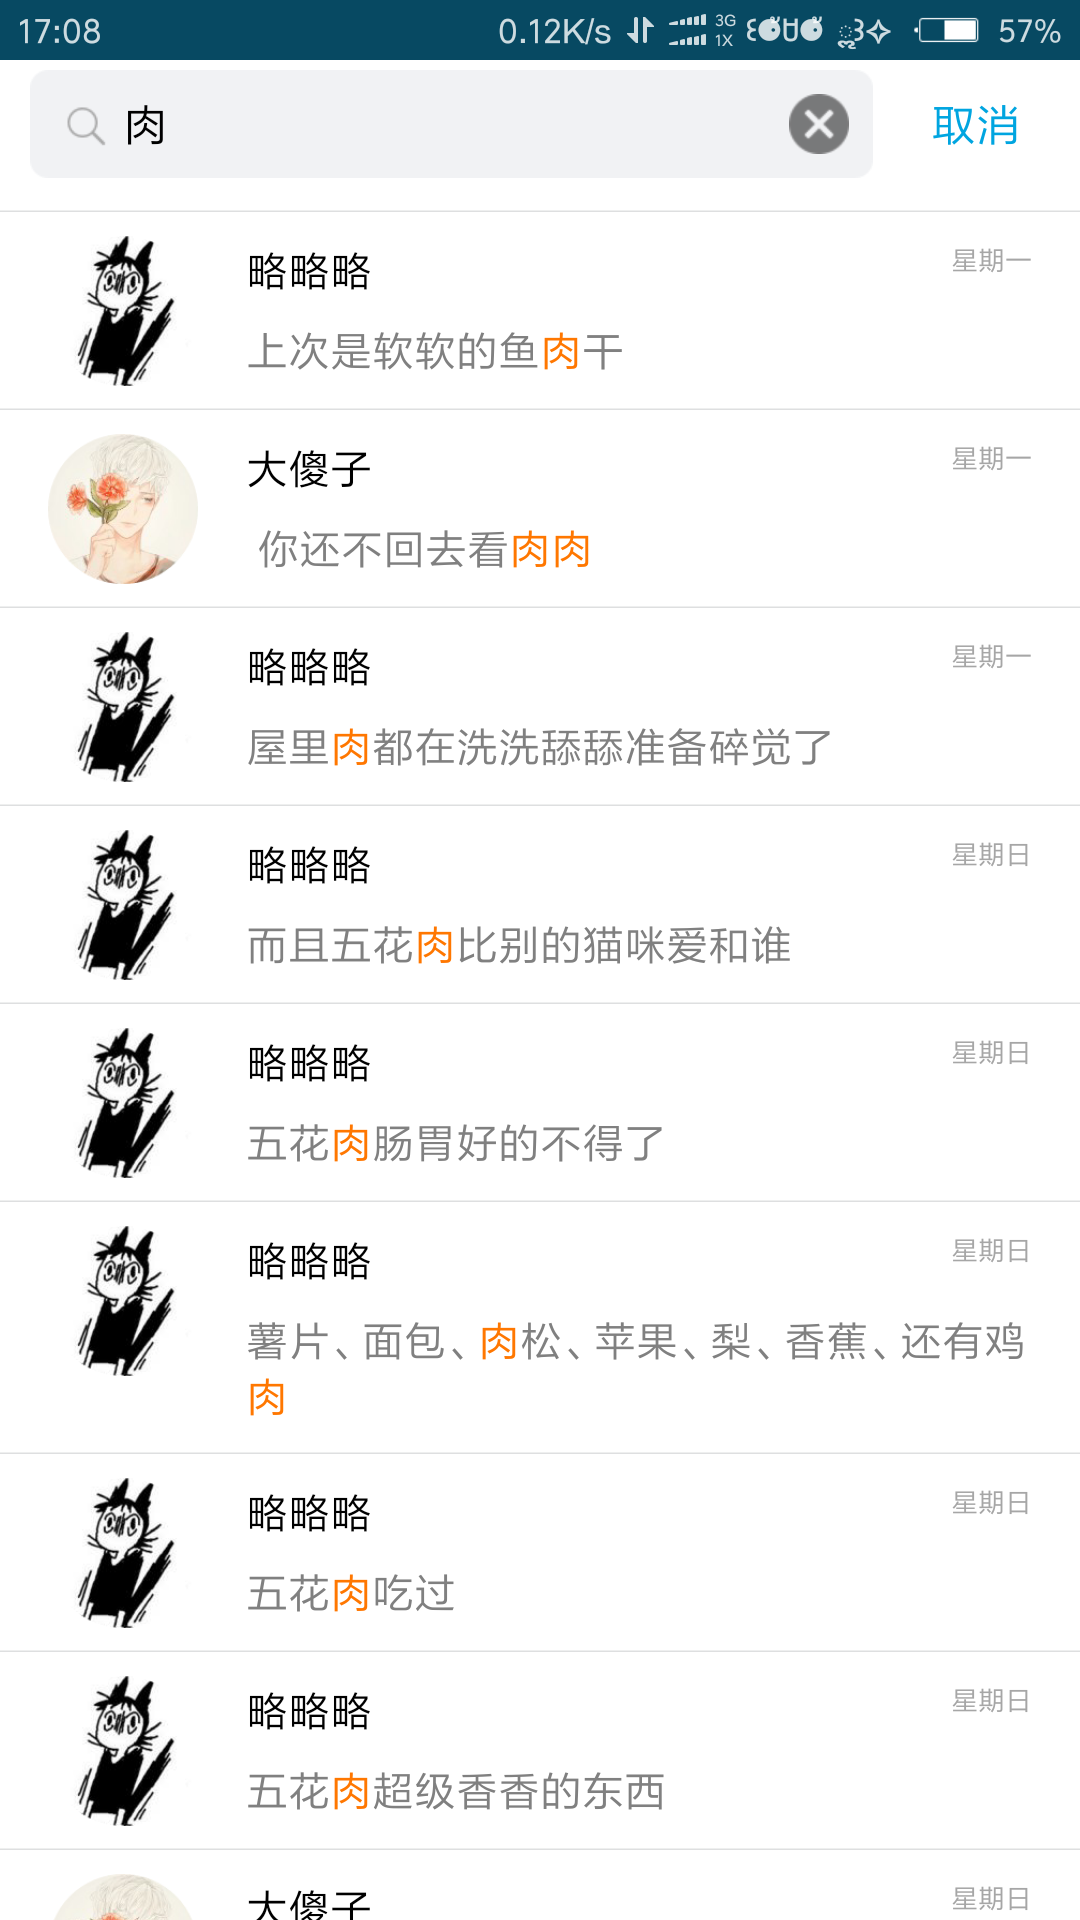 17:08 0.12K/s 3G 1X 57%
肉 取消
略略略 星期一
上次是软软的鱼肉干
大傻子 星期一
你还不回去看肉肉
略略略 星期一
屋里肉都在洗洗舔舔准备碎觉了
略略略 星期日
而且五花肉比别的猫咪爱和谁
略略略 星期日
五花肉肠胃好的不得了
略略略 星期日
薯片、面包、肉松、苹果、梨、香蕉、还有鸡
肉
略略略 星期日
五花肉吃过
略略略 星期日
五花肉超级香香的东西
大傻子 星期日